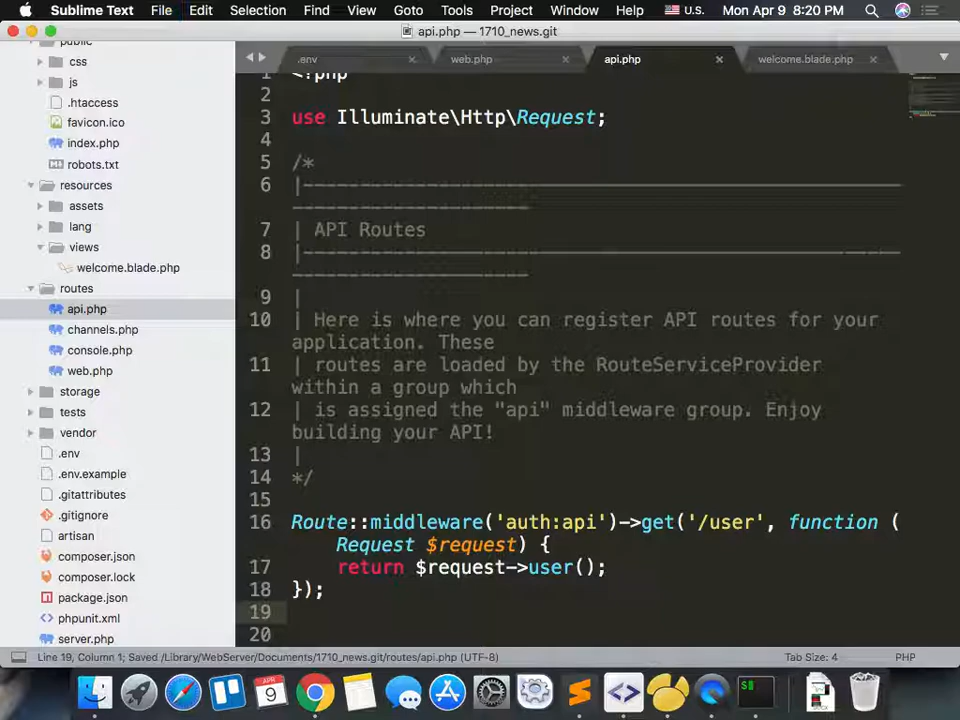 Sublime Text File Edit Selection Find View Goto Tools Project Window Help U.S. Mon Apr 9 8:20 PM
api.php — 1710_news.git
public
css
js
.htaccess
favicon.ico
index.php
robots.txt
resources
assets
lang
views
welcome.blade.php
routes
api.php
channels.php
console.php
web.php
storage
tests
vendor
.env
.env.example
.gitattributes
.gitignore
artisan
composer.json
composer.lock
package.json
phpunit.xml
server.php
.env × web.php × api.php × welcome.blade.php ×
1 <?php
2
3 use Illuminate\Http\Request;
4
5 /*
6 |--------------------------------------------------------------------------
7 | API Routes
8 |--------------------------------------------------------------------------
9 |
10 | Here is where you can register API routes for your
application. These
11 | routes are loaded by the RouteServiceProvider
within a group which
12 | is assigned the "api" middleware group. Enjoy
building your API!
13 |
14 */
15
16 Route::middleware('auth:api')->get('/user', function (
Request $request) {
17 return $request->user();
18 });
19
20
Line 19, Column 1; Saved /Library/WebServer/Documents/1710_news.git/routes/api.php (UTF-8) Tab Size: 4 PHP
APR
9
$